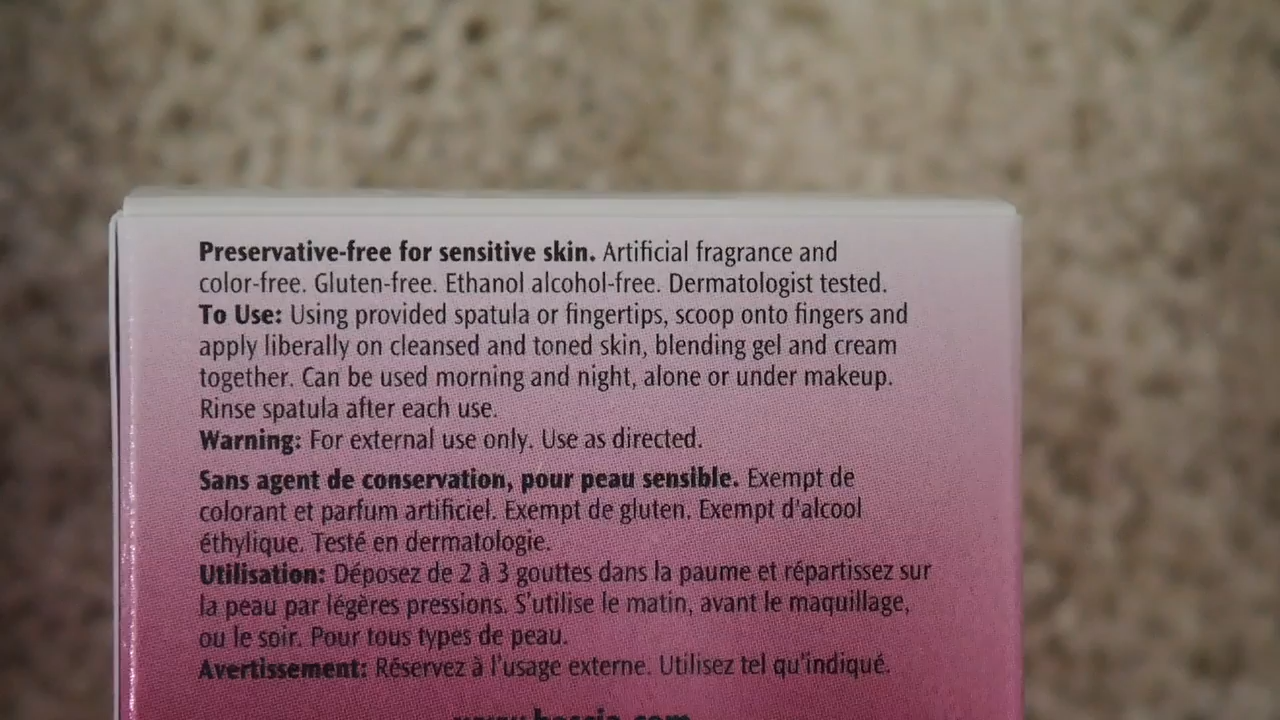 Preservative-free for sensitive skin. Artificial fragrance and
color-free. Gluten-free. Ethanol alcohol-free. Dermatologist tested.
To Use: Using provided spatula or fingertips, scoop onto fingers and
apply liberally on cleansed and toned skin, blending gel and cream
together. Can be used morning and night, alone or under makeup.
Rinse spatula after each use.
Warning: For external use only. Use as directed.
Sans agent de conservation, pour peau sensible. Exempt de
colorant et parfum artificiel. Exempt de gluten. Exempt d'alcool
éthylique. Testé en dermatologie.
Utilisation: Déposez de 2 à 3 gouttes dans la paume et répartissez sur
la peau par légères pressions. S'utilise le matin, avant le maquillage,
ou le soir. Pour tous types de peau.
Avertissement: Réservez à l'usage externe. Utilisez tel qu'indiqué.